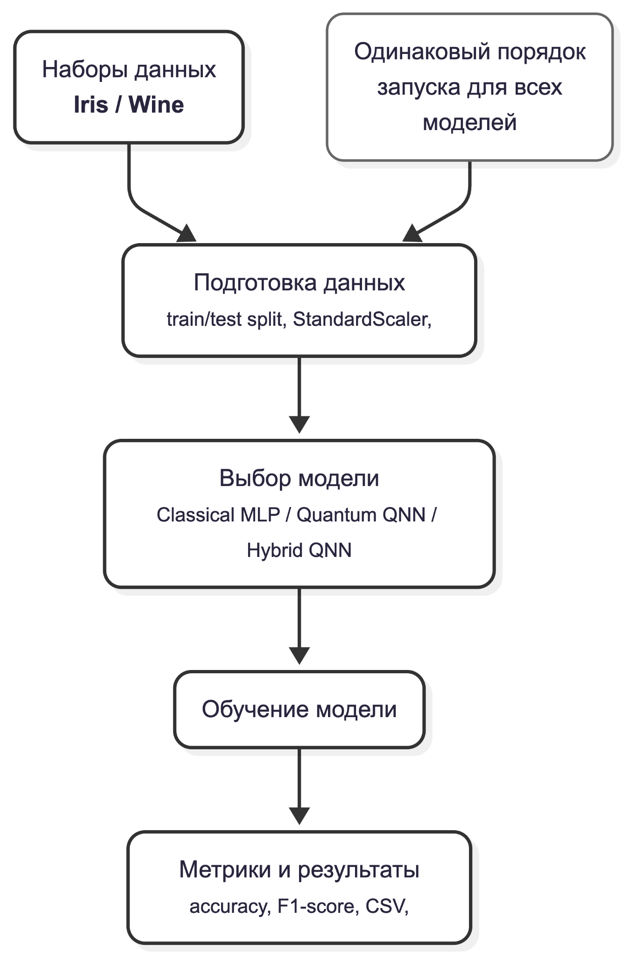 Наборы данных
Iris / Wine
Одинаковый порядок
запуска для всех
моделей
Подготовка данных
train/test split, StandardScaler,
Выбор модели
Classical MLP / Quantum QNN /
Hybrid QNN
Обучение модели
Метрики и результаты
accuracy, F1-score, CSV,